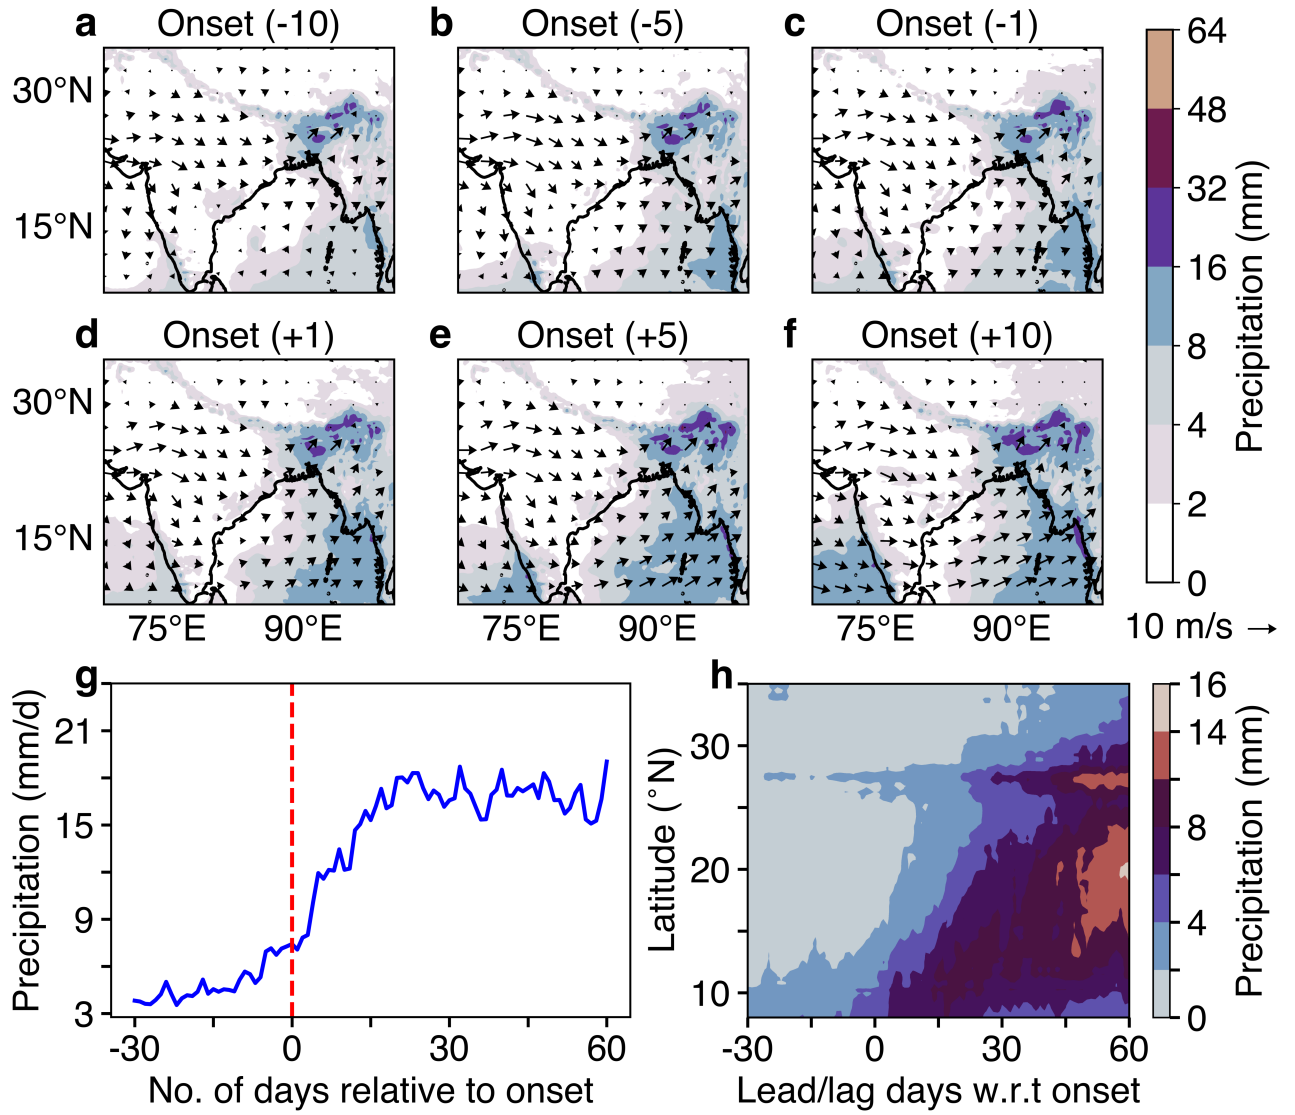 a Onset (-10)
b Onset (-5)
c Onset (-1)
30°N
15°N
64
48
32
16
8
4
2
0
Precipitation (mm)
d Onset (+1)
e Onset (+5)
f Onset (+10)
30°N
15°N
75°E 90°E
75°E 90°E
75°E 90°E
10 m/s →
g
Precipitation (mm/d)
21
15
9
3
-30 0 30 60
No. of days relative to onset
h
Latitude (°N)
30
20
10
-30 0 30 60
Lead/lag days w.r.t onset
16
14
8
4
0
Precipitation (mm)